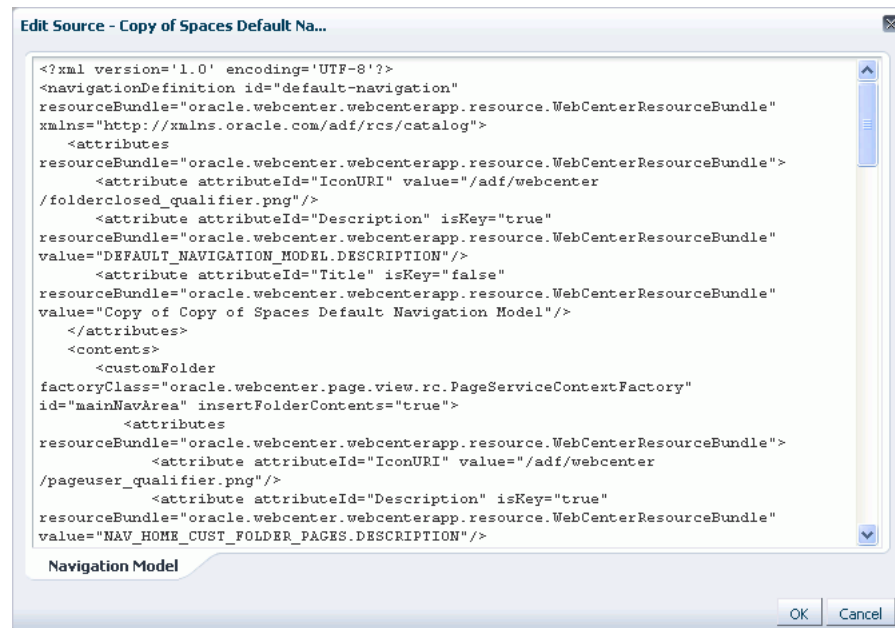 Edit Source - Copy of Spaces Default Na...
<?xml version='1.0' encoding='UTF-8'?>
<navigationDefinition id="default-navigation"
resourceBundle="oracle.webcenter.webcenterapp.resource.WebCenterResourceBundle"
xmlns="http://xmlns.oracle.com/adf/rcs/catalog">
<attributes
resourceBundle="oracle.webcenter.webcenterapp.resource.WebCenterResourceBundle">
<attribute attributeId="IconURI" value="/adf/webcenter
/folderclosed_qualifier.png"/>
<attribute attributeId="Description" isKey="true"
resourceBundle="oracle.webcenter.webcenterapp.resource.WebCenterResourceBundle"
value="DEFAULT_NAVIGATION_MODEL.DESCRIPTION"/>
<attribute attributeId="Title" isKey="false"
resourceBundle="oracle.webcenter.webcenterapp.resource.WebCenterResourceBundle"
value="Copy of Copy of Spaces Default Navigation Model"/>
</attributes>
<contents>
<customFolder
factoryClass="oracle.webcenter.page.view.rc.PageServiceContextFactory"
id="mainNavArea" insertFolderContents="true">
<attributes
resourceBundle="oracle.webcenter.webcenterapp.resource.WebCenterResourceBundle">
<attribute attributeId="IconURI" value="/adf/webcenter
/pageuser_qualifier.png"/>
<attribute attributeId="Description" isKey="true"
resourceBundle="oracle.webcenter.webcenterapp.resource.WebCenterResourceBundle"
value="NAV_HOME_CUST_FOLDER_PAGES.DESCRIPTION"/>
Navigation Model
OK Cancel